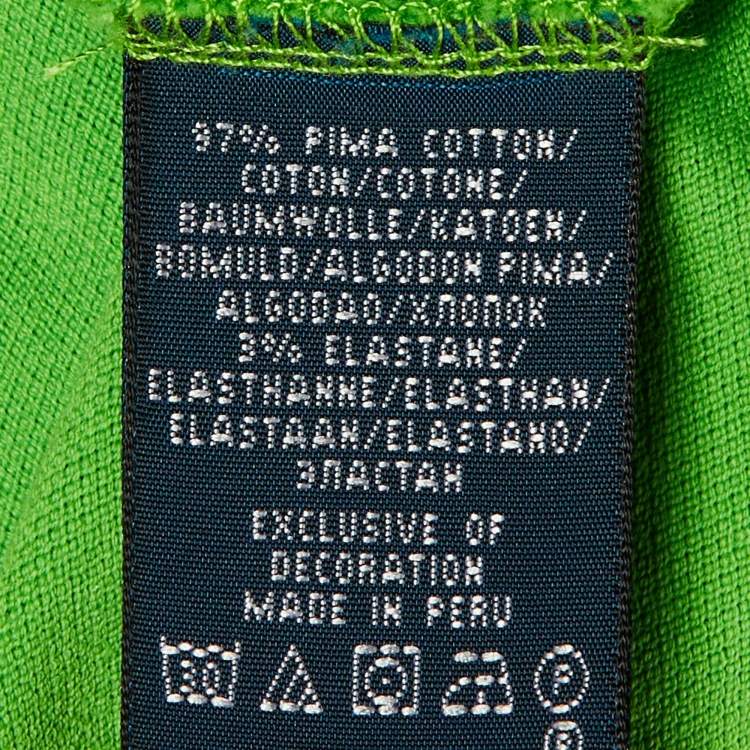 97% PIMA COTTON/
COTON/COTONE/
BAUMWOLLE/KATOEN/
BOMULD/ALGODON PIMA/
ALGODAO/ХЛОПОК
3% ELASTANE/
ELASTHANNE/ELASTHAN/
ELASTAAN/ELASTANO/
ЭЛАСТАН
EXCLUSIVE OF
DECORATION
MADE IN PERU
30 P
R